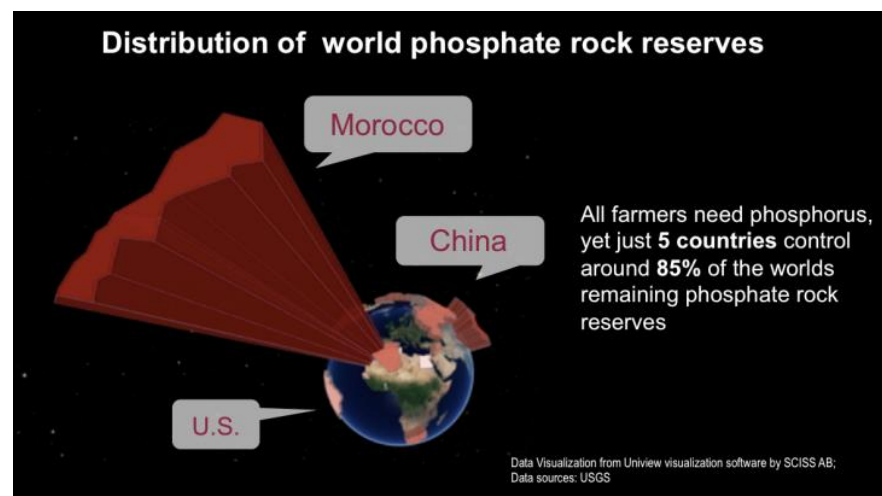 Distribution of  world phosphate rock reserves
Morocco
China
All farmers need phosphorus,
yet just 5 countries control
around 85% of the worlds
remaining phosphate rock
reserves
U.S.
Data Visualization from Uniview visualization software by SCISS AB;
Data sources: USGS